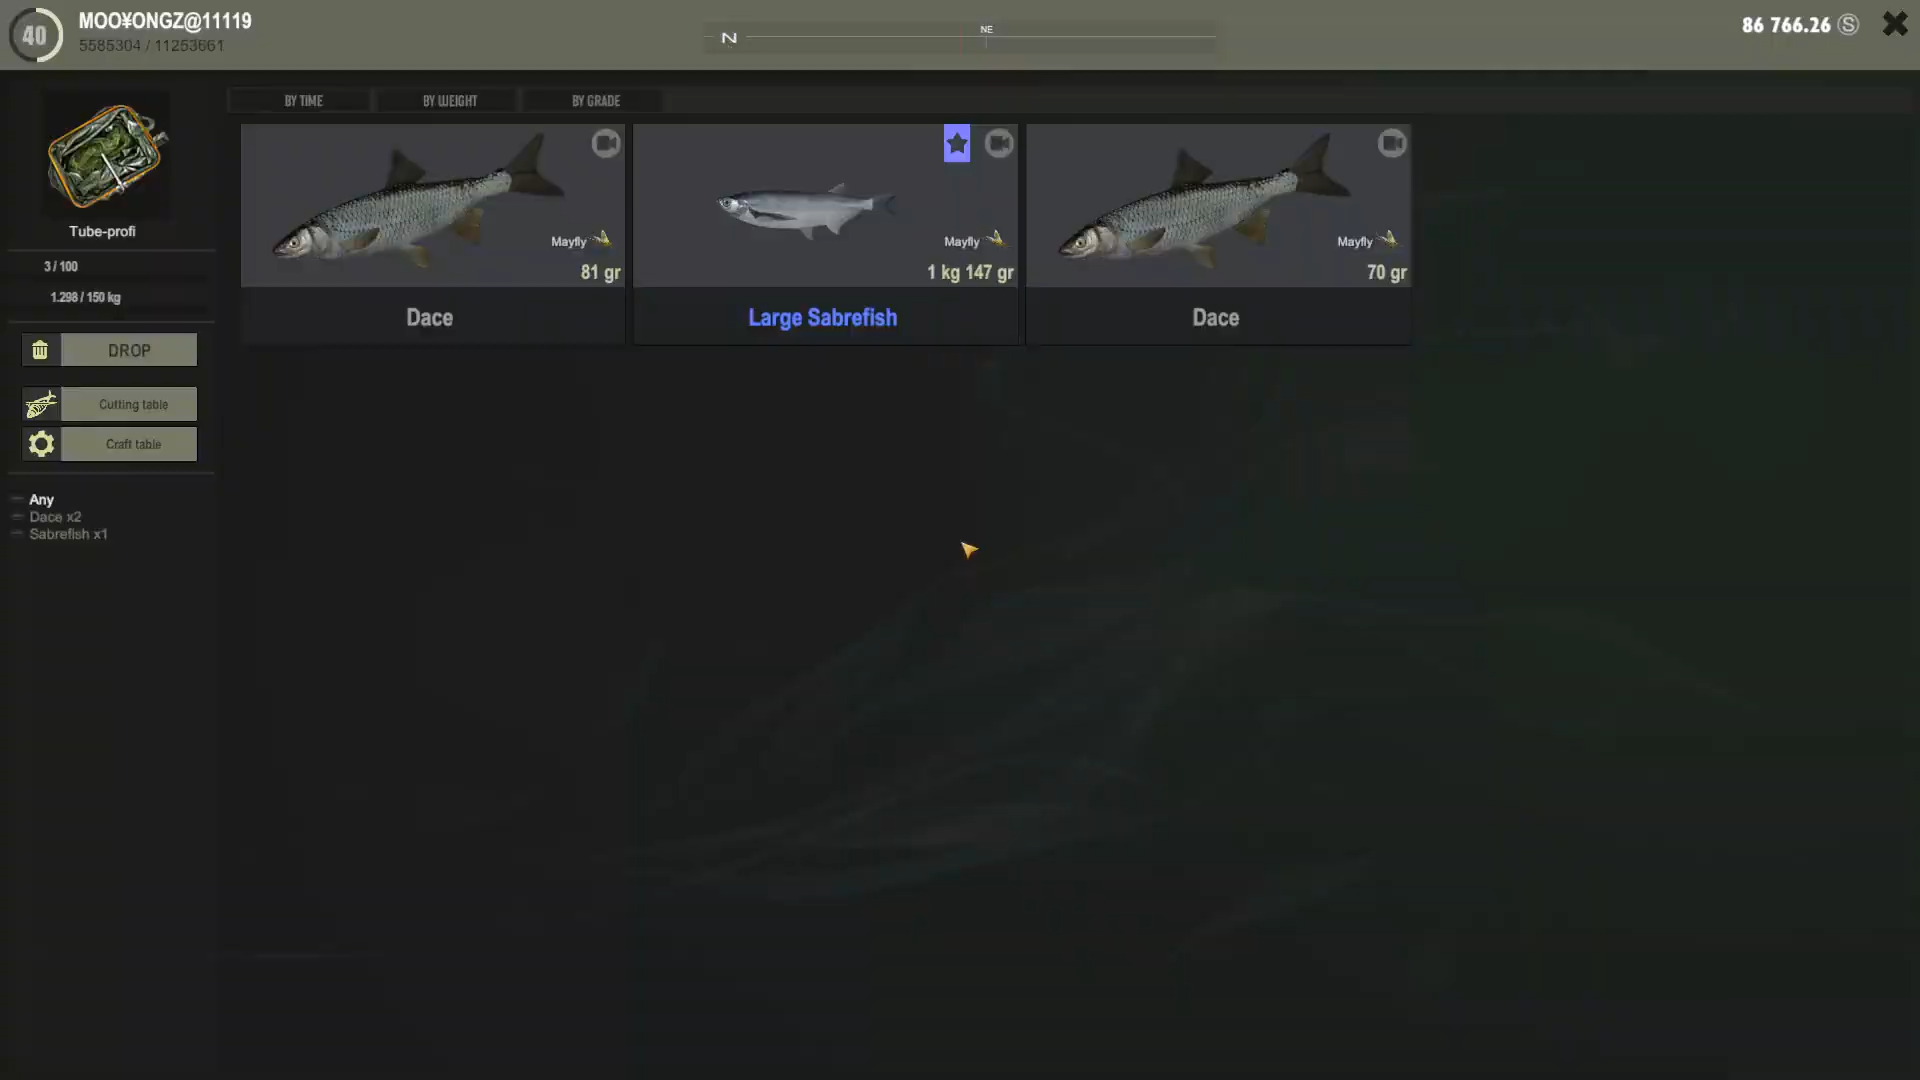 40
MOO¥ONGZ@11119
5585304 / 11253661
N
NE
86 766.26 S
BY TIME
BY WEIGHT
BY GRADE
Tube-profi
3 / 100
1.298 / 150 kg
DROP
Cutting table
Craft table
Any
Dace x2
Sabrefish x1
Mayfly
81 gr
Dace
Mayfly
1 kg 147 gr
Large Sabrefish
Mayfly
70 gr
Dace